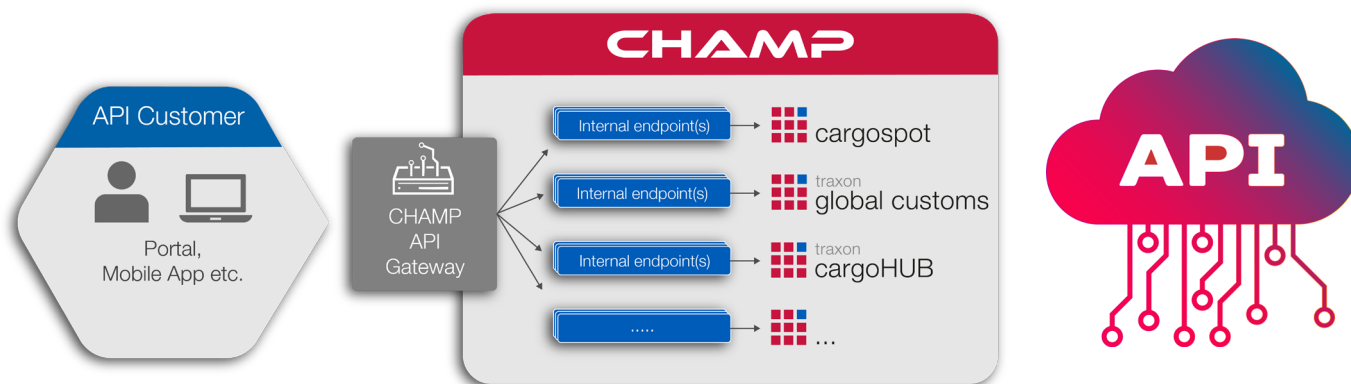 API Customer
Portal,
Mobile App etc.
CHAMP
API
Gateway
CHAMP
Internal endpoint(s)
cargospot
Internal endpoint(s)
traxon
global customs
Internal endpoint(s)
traxon
cargoHUB
.....
...
API